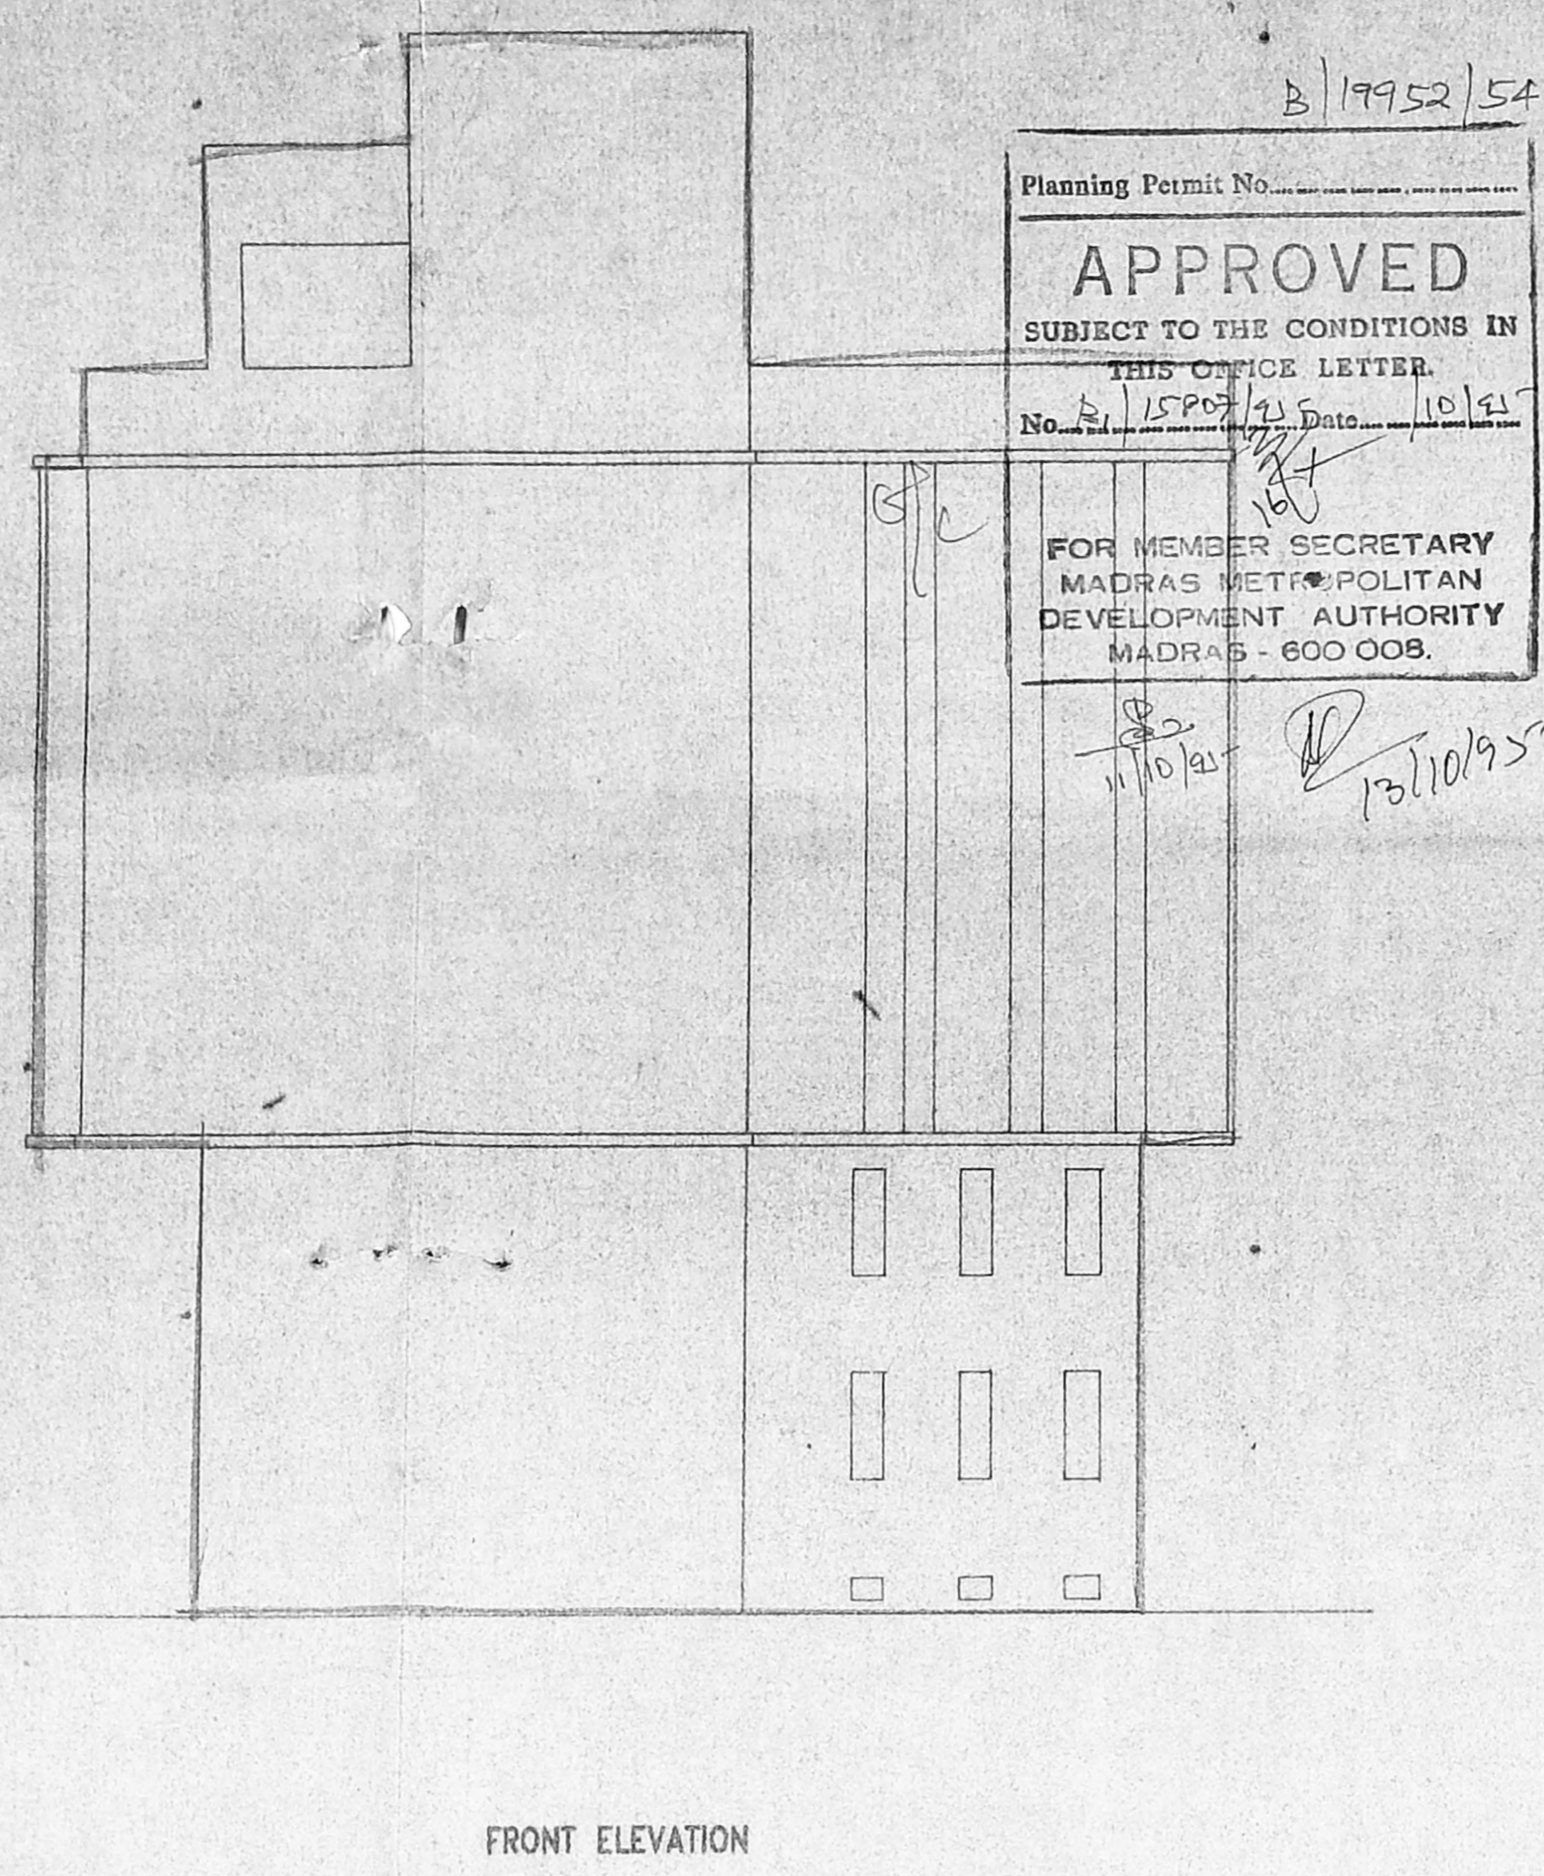 B/19952/54
Planning Permit No.
APPROVED
SUBJECT TO THE CONDITIONS IN
THIS OFFICE LETTER.
No. B1/15807/95 Date /10/95
16
FOR MEMBER SECRETARY
MADRAS METROPOLITAN
DEVELOPMENT AUTHORITY
MADRAS - 600 008.
11/10/95
13/10/95
FRONT ELEVATION